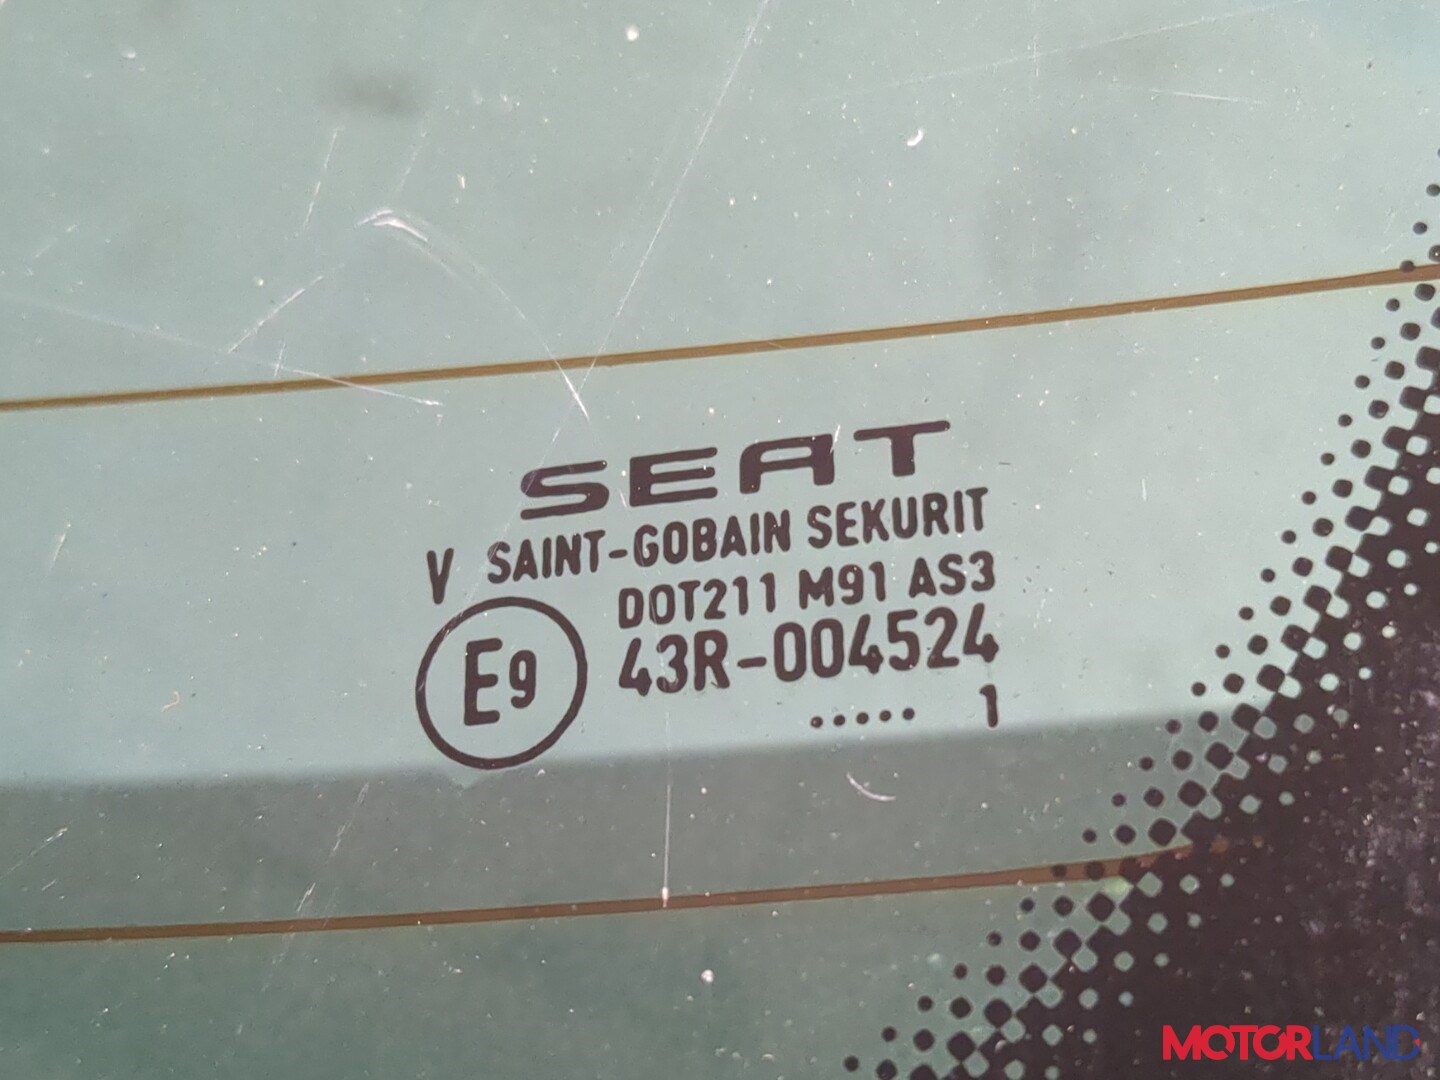 SEAT
V SAINT-GOBAIN SEKURIT
DOT211 M91 AS3
E9 43R-004524
..... 1
MOTORLAND